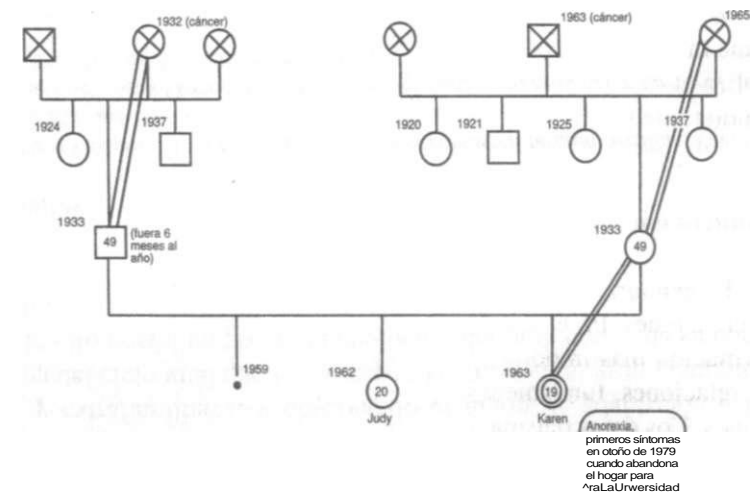 1932 (cáncer)
1963 (cáncer)
1965
1924
1937
1920
1921
1925
1937
1933
49
(fuera 6
meses al
año)
1933
49
1959
1962
20
Judy
1963
19
Karen
Anorexia,
primeros síntomas
en otoño de 1979
cuando abandona
el hogar para
^raLaUrwersidad